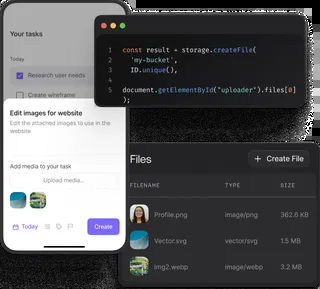 Your tasks
Today
Research user needs
Create wireframe
Edit images for website
Edit the attached images to use in the
website
Add media to your task
Upload media...
Today
Create
1 const result = storage.createFile(
2 'my-bucket',
3 ID.unique(),
4
5 document.getElementById("uploader").files[0]
);
Files
+ Create File
FILENAME TYPE SIZE
Profile.png image/png 362.6 KB
Vector.svg vector/svg 1.5 MB
img2.webp image/webp 3.2 MB